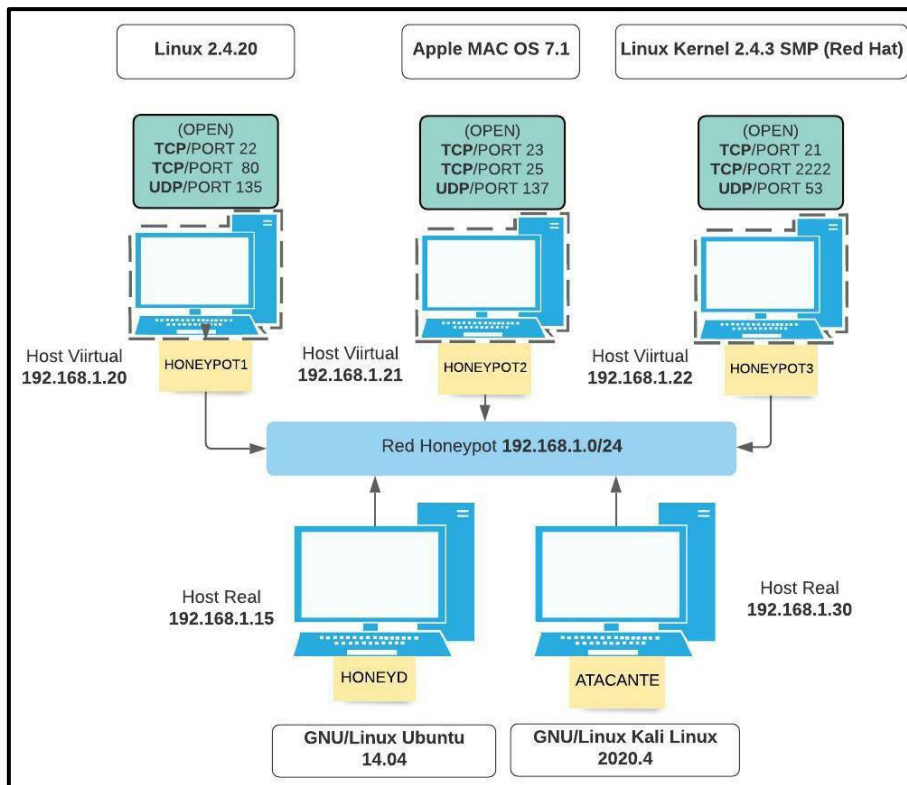 Linux 2.4.20
Apple MAC OS 7.1
Linux Kernel 2.4.3 SMP (Red Hat)
(OPEN)
TCP/PORT 22
TCP/PORT 80
UDP/PORT 135
(OPEN)
TCP/PORT 23
TCP/PORT 25
UDP/PORT 137
(OPEN)
TCP/PORT 21
TCP/PORT 2222
UDP/PORT 53
Host Viirtual
192.168.1.20
HONEYPOT1
Host Viirtual
192.168.1.21
HONEYPOT2
Host Viirtual
192.168.1.22
HONEYPOT3
Red Honeypot 192.168.1.0/24
Host Real
192.168.1.15
HONEYD
Host Real
192.168.1.30
ATACANTE
GNU/Linux Ubuntu
14.04
GNU/Linux Kali Linux
2020.4